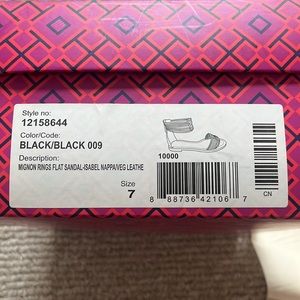 Style no:
12158644
Color/Code:
BLACK/BLACK 009
Description:
MIGNON RINGS FLAT SANDAL-ISABEL NAPPA/VEG LEATHE
10000
Size
7
8 88736 42106 7
CN